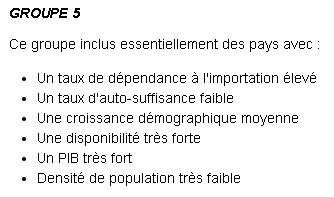 GROUPE 5
Ce groupe inclus essentiellement des pays avec :
• Un taux de dépendance à l'importation élevé
• Un taux d'auto-suffisance faible
• Une croissance démographique moyenne
• Une disponibilité très forte
• Un PIB très fort
• Densité de population très faible